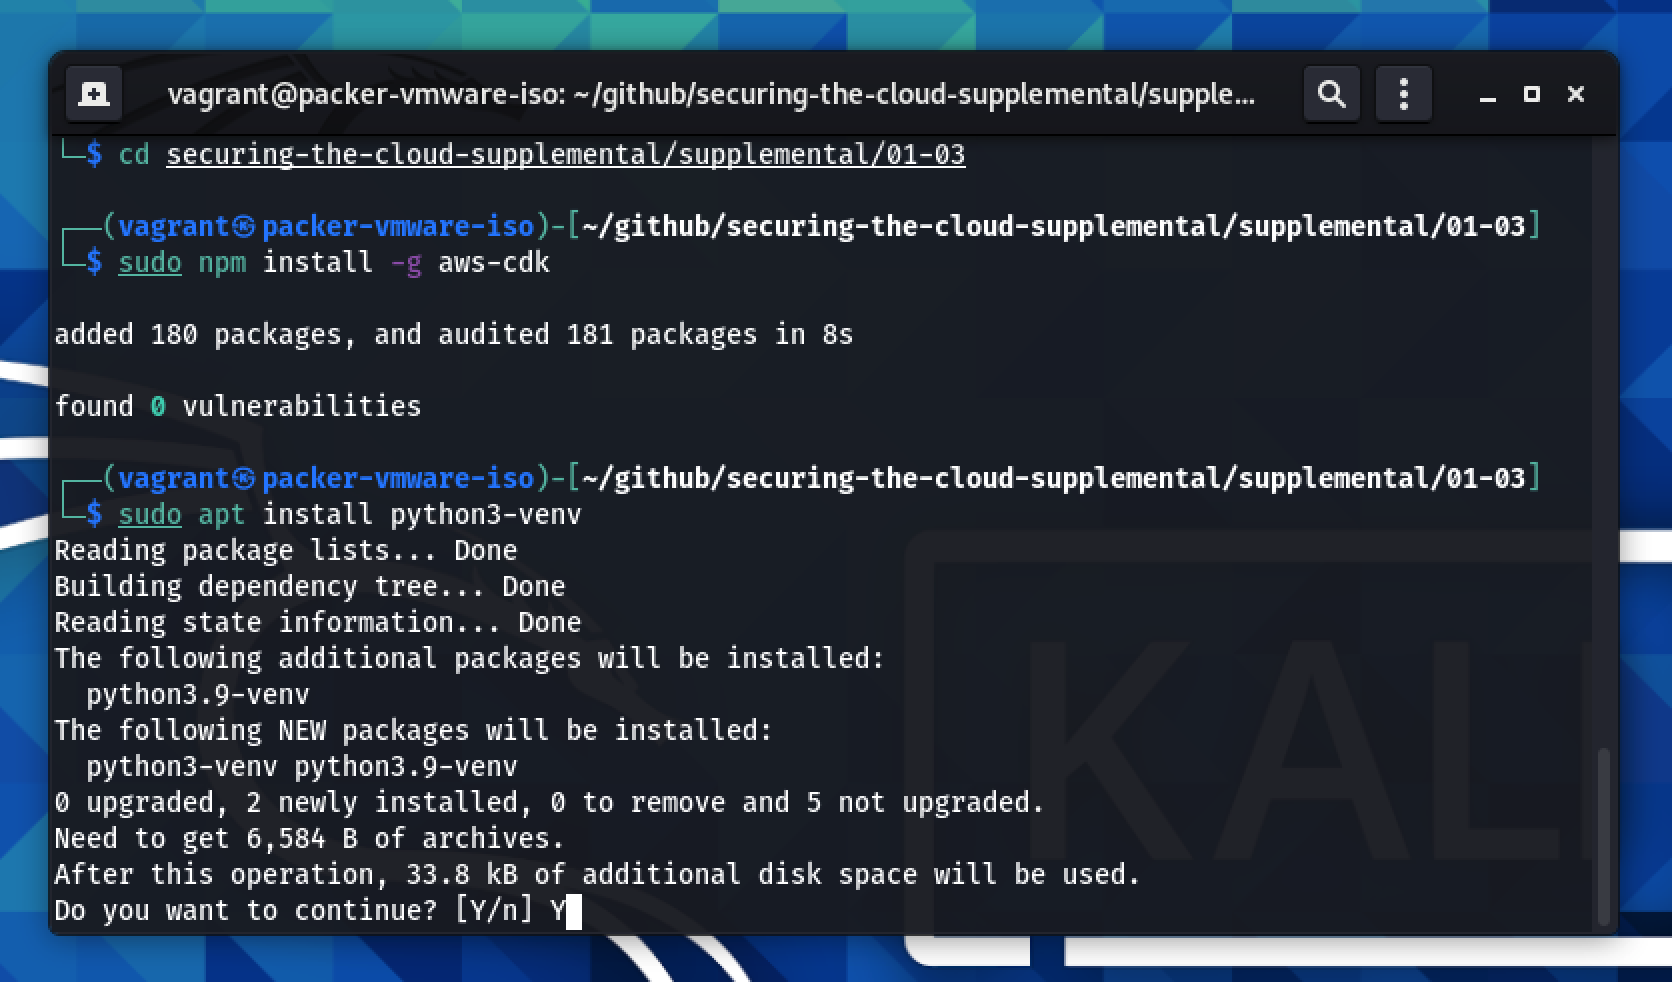 vagrant@packer-vmware-iso: ~/github/securing-the-cloud-supplemental/supple...
└─$ cd securing-the-cloud-supplemental/supplemental/01-03
┌──(vagrant㉿packer-vmware-iso)-[~/github/securing-the-cloud-supplemental/supplemental/01-03]
└─$ sudo npm install -g aws-cdk
added 180 packages, and audited 181 packages in 8s
found 0 vulnerabilities
┌──(vagrant㉿packer-vmware-iso)-[~/github/securing-the-cloud-supplemental/supplemental/01-03]
└─$ sudo apt install python3-venv
Reading package lists... Done
Building dependency tree... Done
Reading state information... Done
The following additional packages will be installed:
  python3.9-venv
The following NEW packages will be installed:
  python3-venv python3.9-venv
0 upgraded, 2 newly installed, 0 to remove and 5 not upgraded.
Need to get 6,584 B of archives.
After this operation, 33.8 kB of additional disk space will be used.
Do you want to continue? [Y/n] Y
KALI